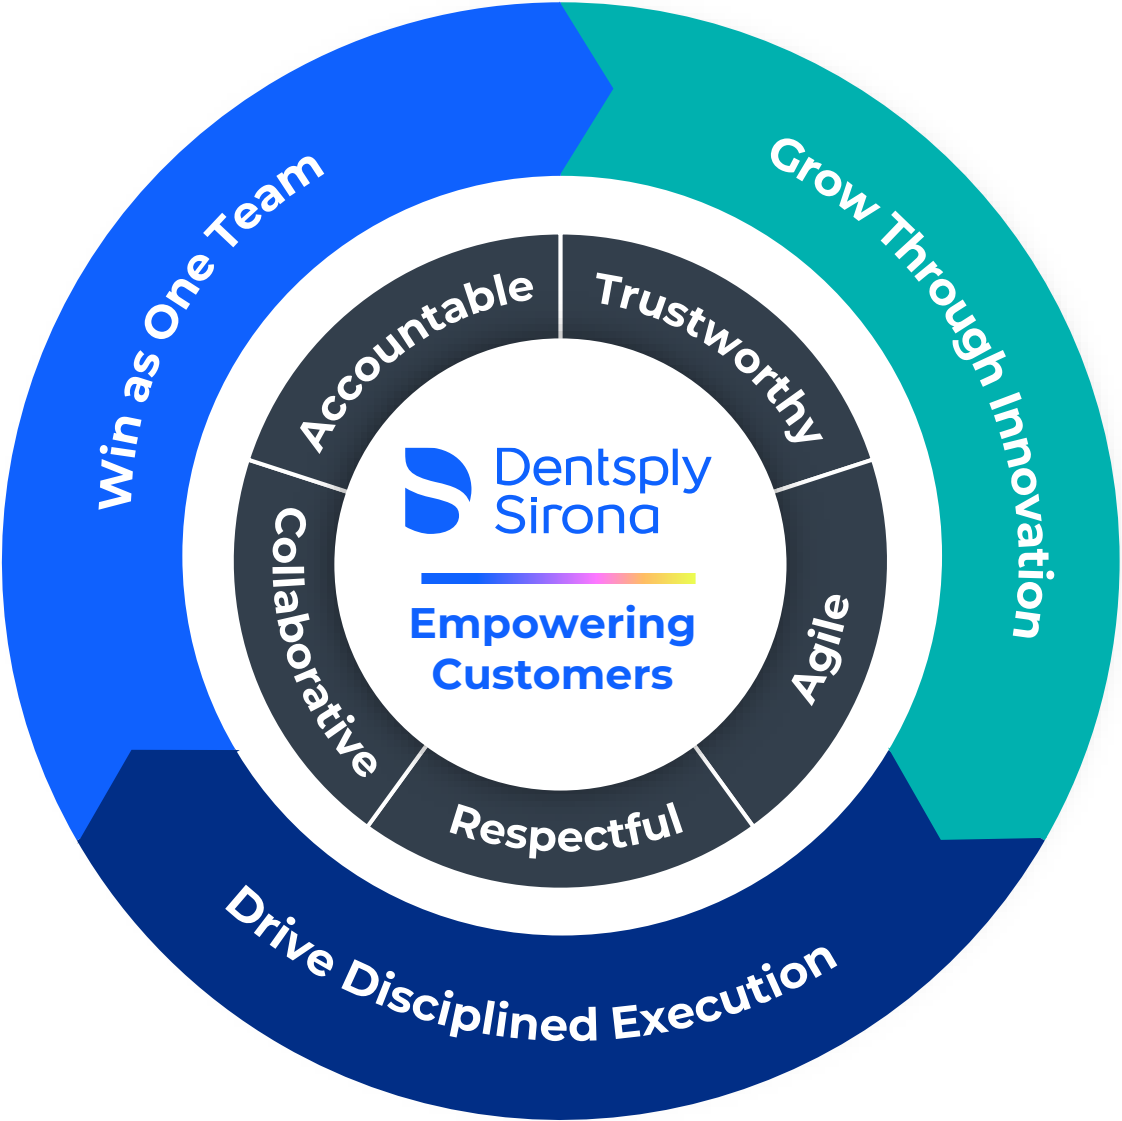 Win as One Team
Grow Through Innovation
Drive Disciplined Execution
Accountable
Trustworthy
Agile
Respectful
Collaborative
Dentsply
Sirona
Empowering
Customers